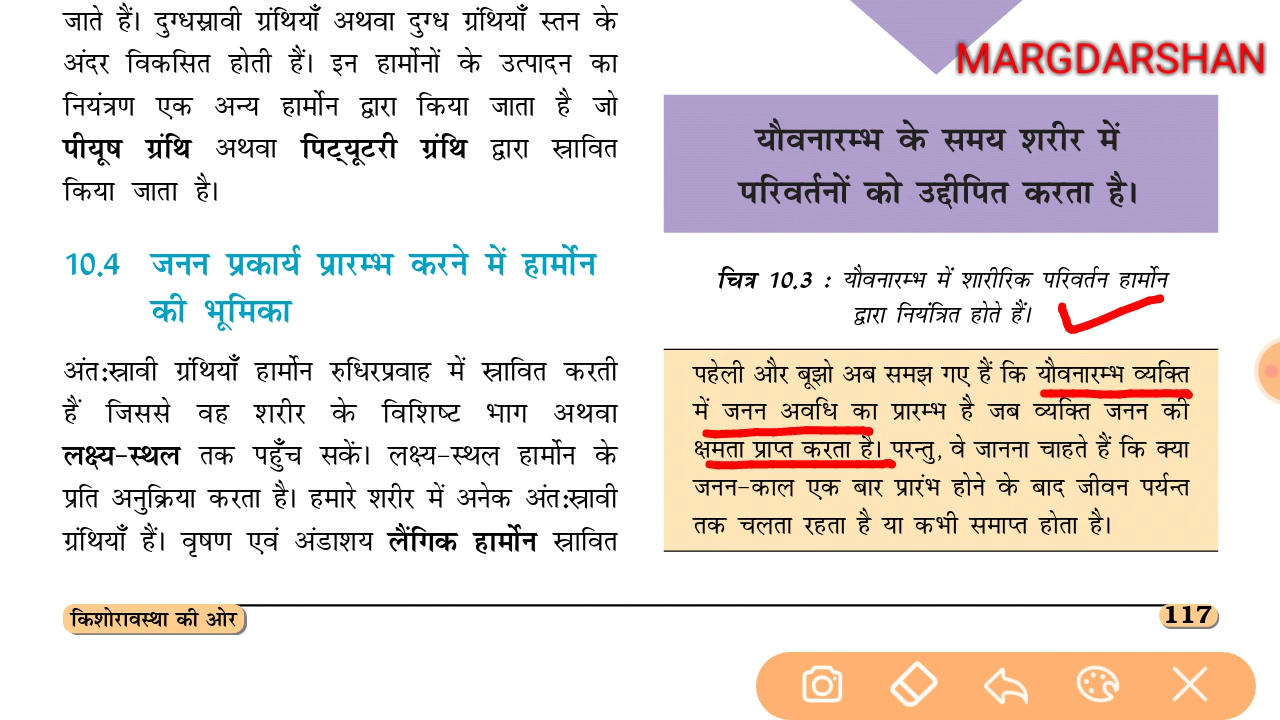 जाते हैं। दुग्धस्रावी ग्रंथियाँ अथवा दुग्ध ग्रंथियाँ स्तन के
अंदर विकसित होती हैं। इन हार्मोनों के उत्पादन का
नियंत्रण एक अन्य हार्मोन द्वारा किया जाता है जो
पीयूष ग्रंथि अथवा पिट्यूटरी ग्रंथि द्वारा स्रावित
किया जाता है।
10.4 जनन प्रकार्य प्रारम्भ करने में हार्मोन
की भूमिका
अंत:स्रावी ग्रंथियाँ हार्मोन रुधिरप्रवाह में स्रावित करती
हैं जिससे वह शरीर के विशिष्ट भाग अथवा
लक्ष्य-स्थल तक पहुँच सकें। लक्ष्य-स्थल हार्मोन के
प्रति अनुक्रिया करता है। हमारे शरीर में अनेक अंत:स्रावी
ग्रंथियाँ हैं। वृषण एवं अंडाशय लैंगिक हार्मोन स्रावित
MARGDARSHAN
यौवनारम्भ के समय शरीर में
परिवर्तनों को उद्दीपित करता है।
चित्र 10.3 : यौवनारम्भ में शारीरिक परिवर्तन हार्मोन
द्वारा नियंत्रित होते हैं।
पहेली और बूझो अब समझ गए हैं कि यौवनारम्भ व्यक्ति
में जनन अवधि का प्रारम्भ है जब व्यक्ति जनन की
क्षमता प्राप्त करता है। परन्तु, वे जानना चाहते हैं कि क्या
जनन-काल एक बार प्रारंभ होने के बाद जीवन पर्यन्त
तक चलता रहता है या कभी समाप्त होता है।
किशोरावस्था की ओर
117